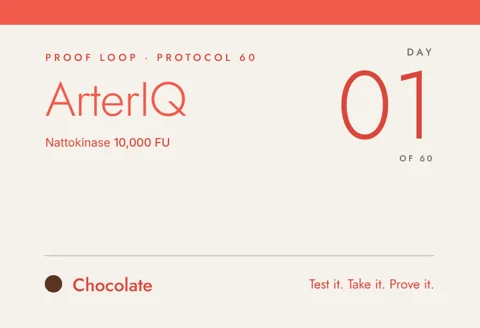 PROOF LOOP · PROTOCOL 60
ArterIQ
Nattokinase 10,000 FU
DAY
01
OF 60
Chocolate
Test it. Take it. Prove it.